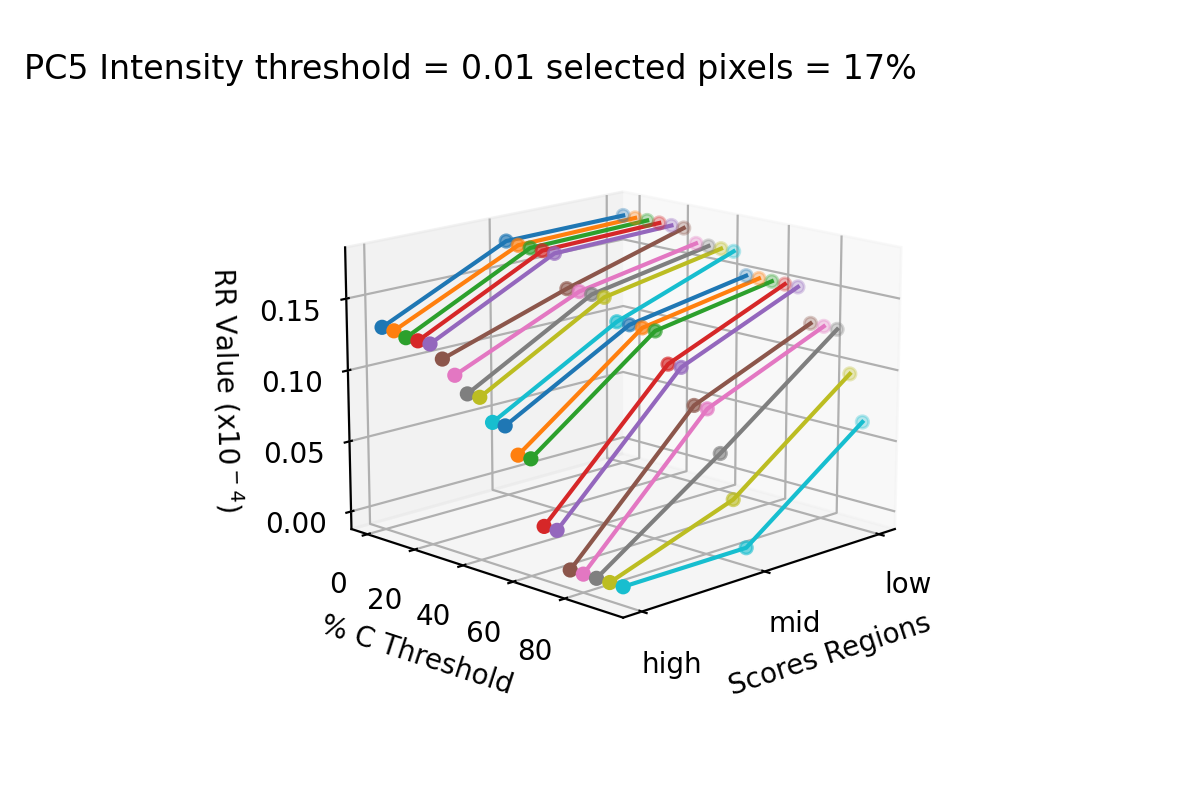 PC5 Intensity threshold = 0.01 selected pixels = 17%
RR Value (x10⁻⁴)
0.15
0.10
0.05
0.00
0
20
40
60
80
% C Threshold
high
mid
low
Scores Regions